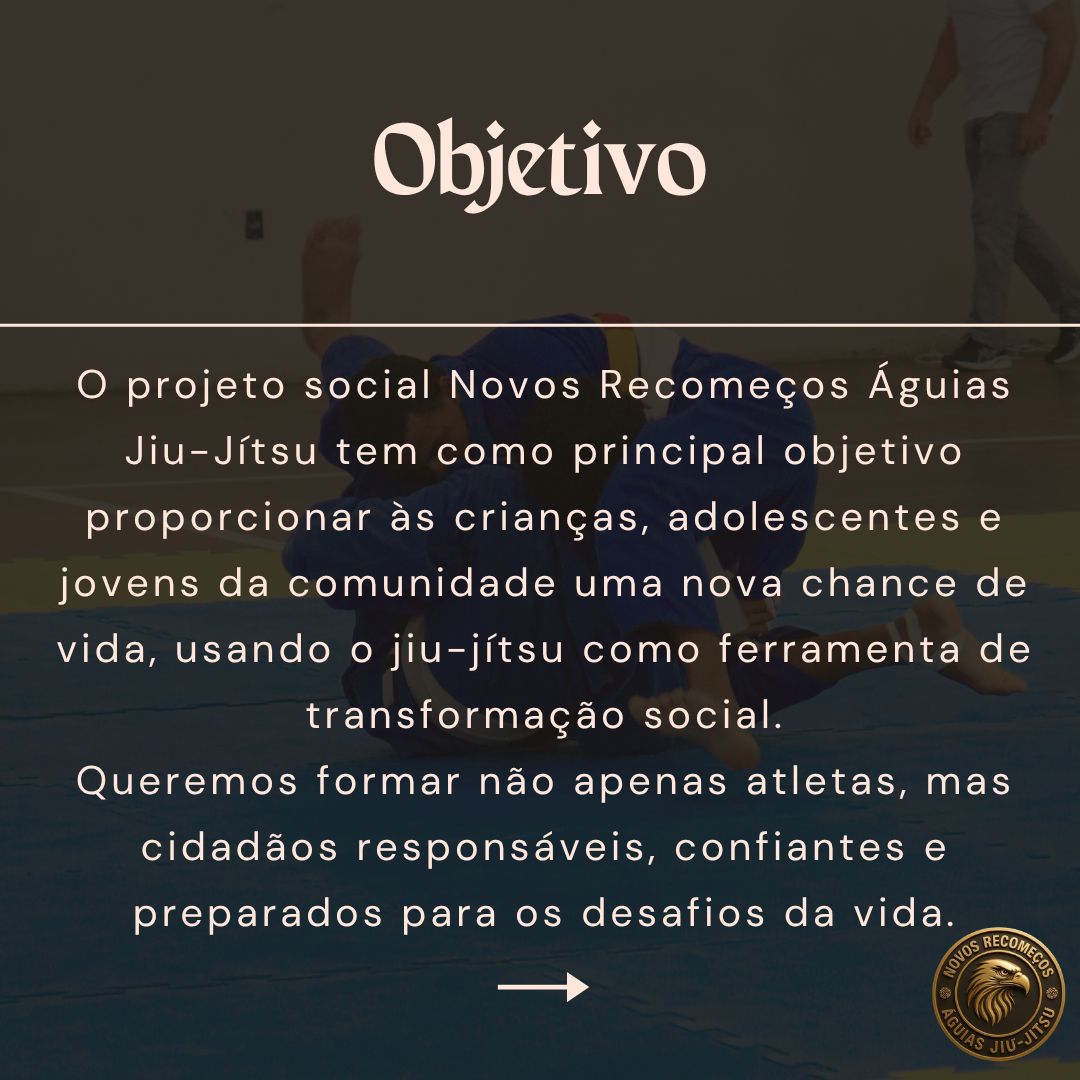 Objetivo
O projeto social Novos Recomeços Águias
Jiu-Jítsu tem como principal objetivo
proporcionar às crianças, adolescentes e
jovens da comunidade uma nova chance de
vida, usando o jiu-jítsu como ferramenta de
transformação social.
Queremos formar não apenas atletas, mas
cidadãos responsáveis, confiantes e
preparados para os desafios da vida.
NOVOS RECOMEÇOS
ÁGUIAS JIU-JITSU